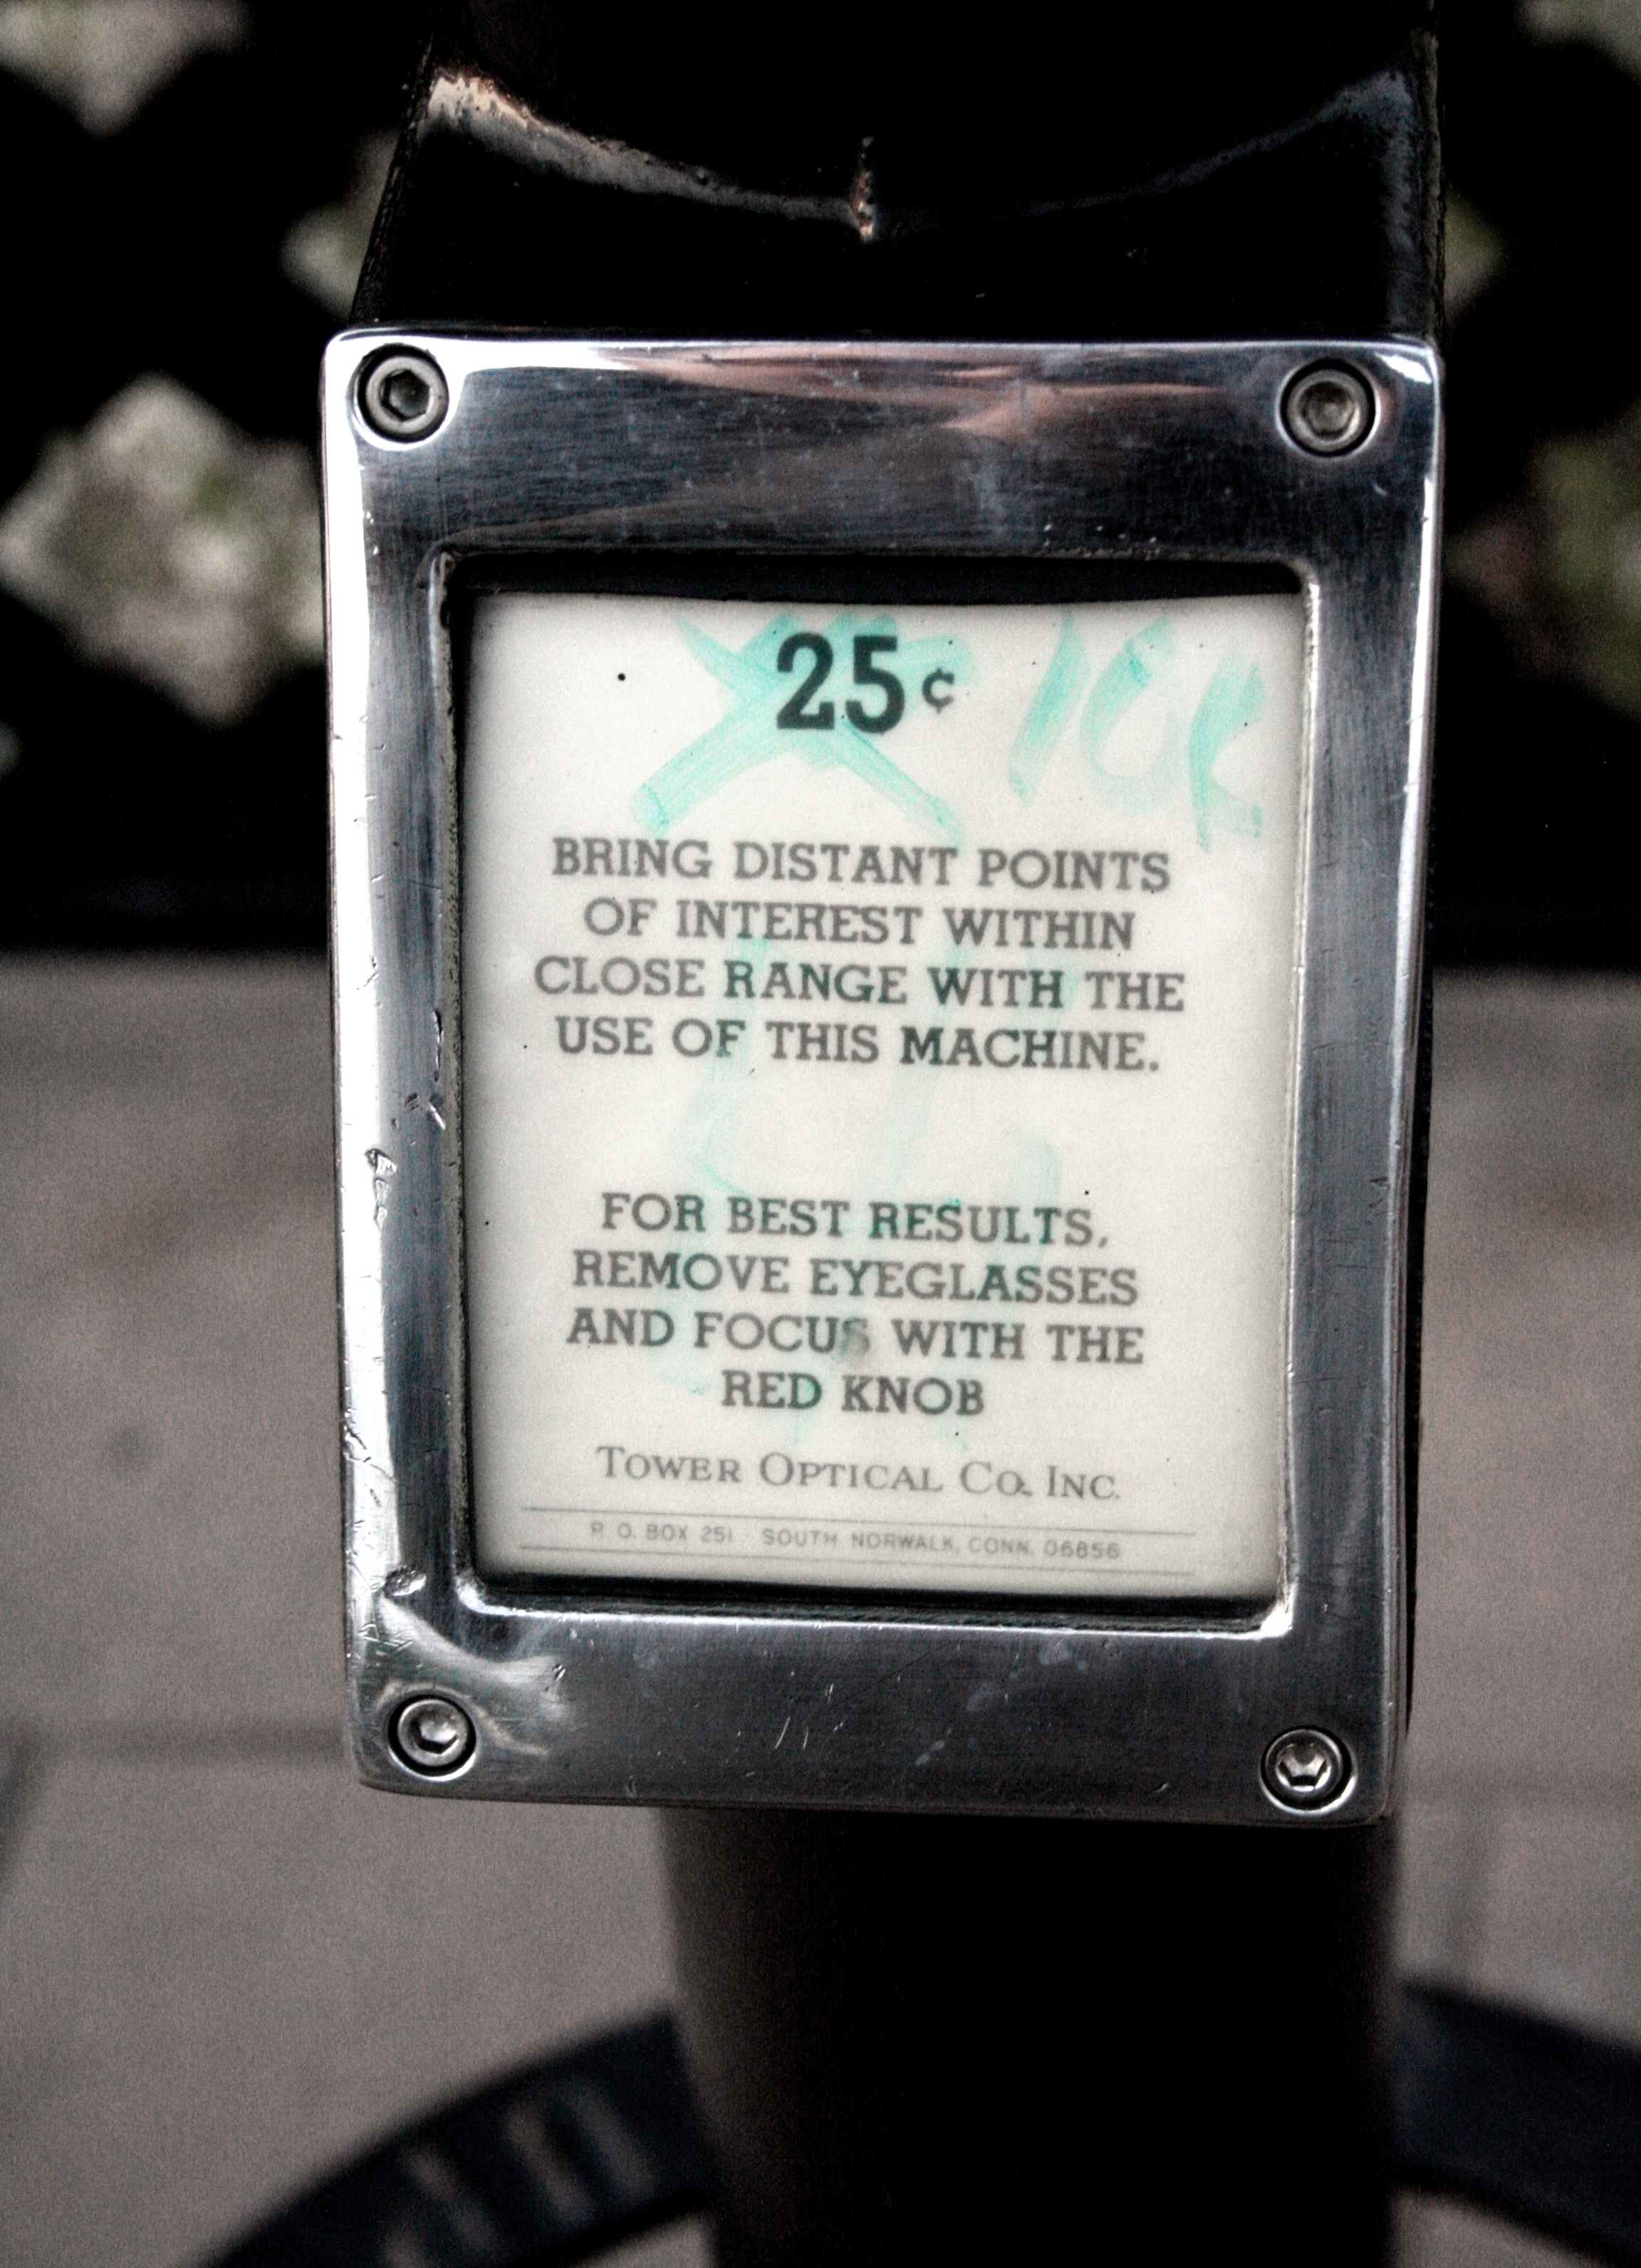 25¢
BRING DISTANT POINTS
OF INTEREST WITHIN
CLOSE RANGE WITH THE
USE OF THIS MACHINE.
FOR BEST RESULTS,
REMOVE EYEGLASSES
AND FOCUS WITH THE
RED KNOB
TOWER OPTICAL CO. INC.
P. O. BOX 251 · SOUTH NORWALK, CONN. 06856